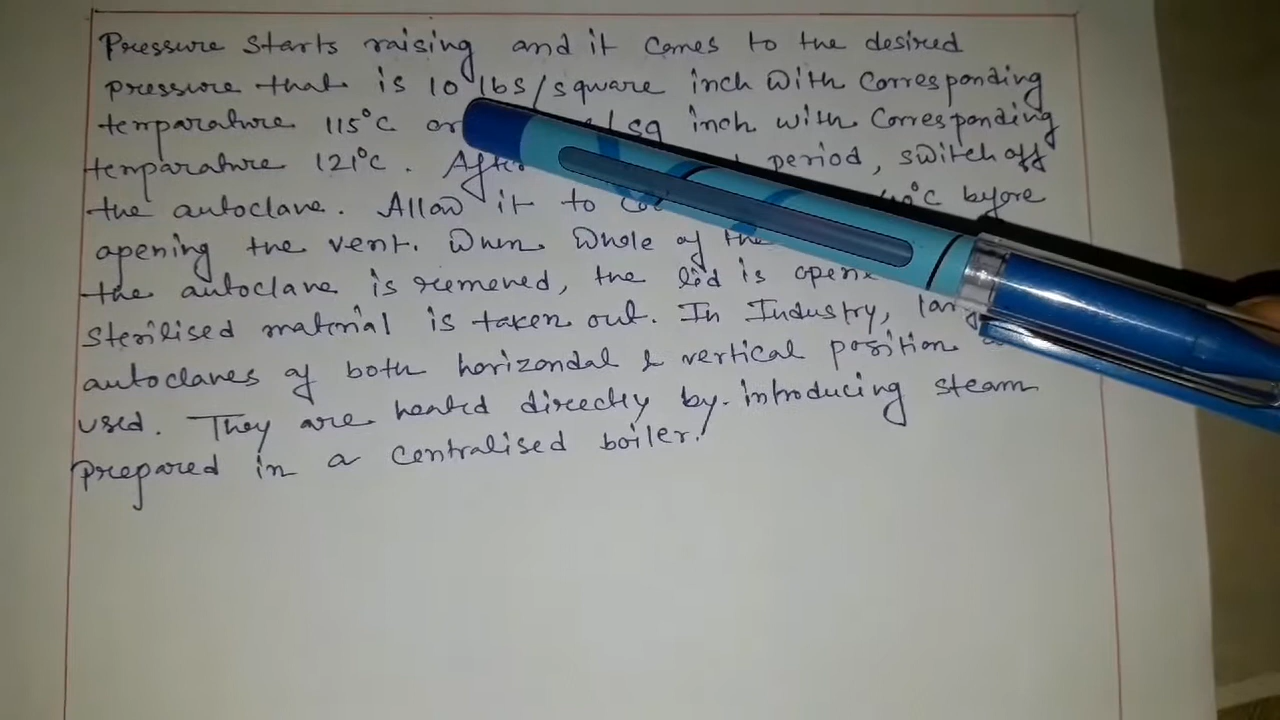 Pressure starts raising and it comes to the desired
pressure that is 10 lbs/square inch with corresponding
temparature 115°C or /sq inch with corresponding
temparature 121°C. After period, switch off
the autoclave. Allow it to before
opening the vent. When whole of the
the autoclave is removed, the lid is
sterilised material is taken out. In Industry,
autoclaves of both horizondal & vertical position
used. They are heated directly by introducing steam
prepared in a centralised boiler.